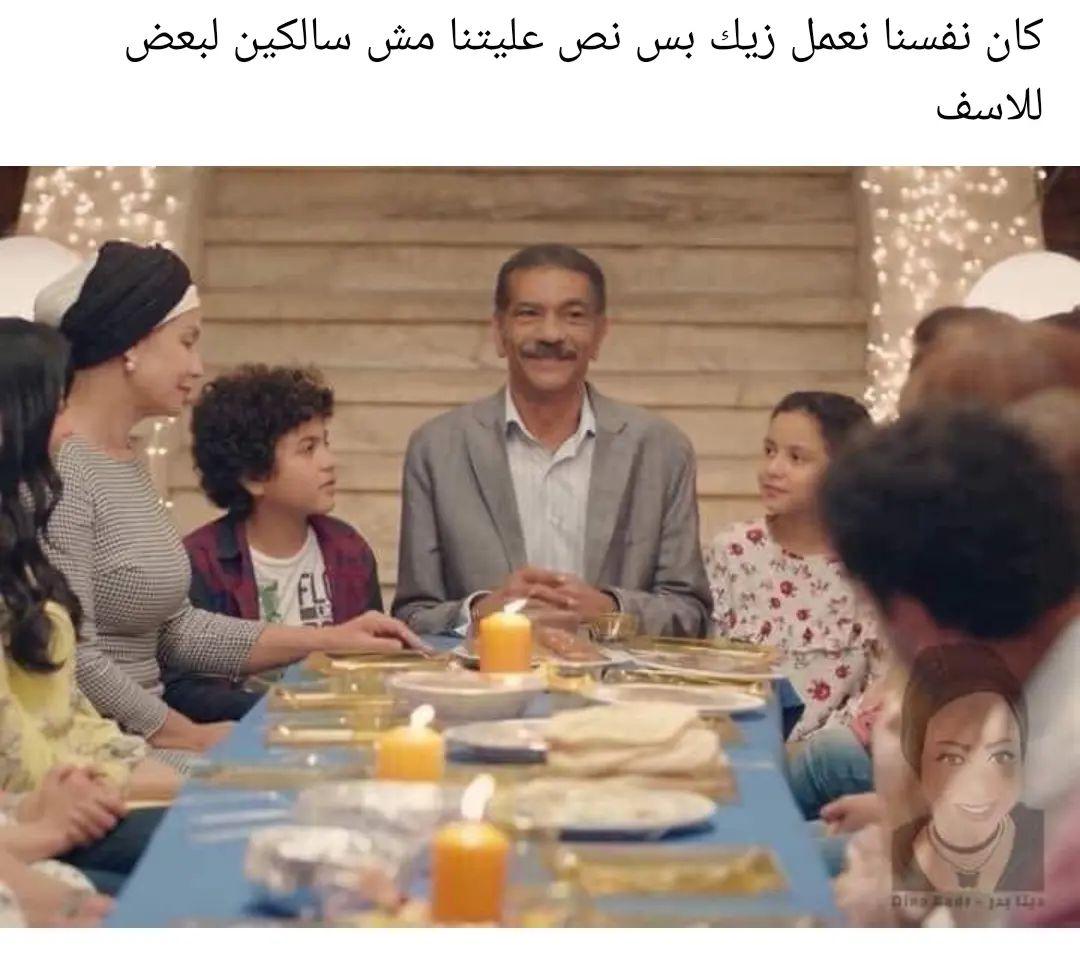 كان نفسنا نعمل زيك بس نص عليتنا مش سالكين لبعض
للاسف
FL
Dina Badr - دينا بدر